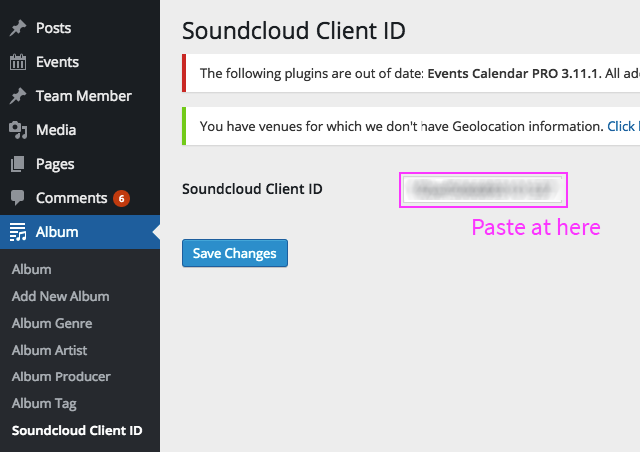 Posts
Events
Team Member
Media
Pages
Comments 6
Album
Album
Add New Album
Album Genre
Album Artist
Album Producer
Album Tag
Soundcloud Client ID
Soundcloud Client ID
The following plugins are out of date: Events Calendar PRO 3.11.1. All
You have venues for which we don't have Geolocation information. Click
Soundcloud Client ID
Paste at here
Save Changes